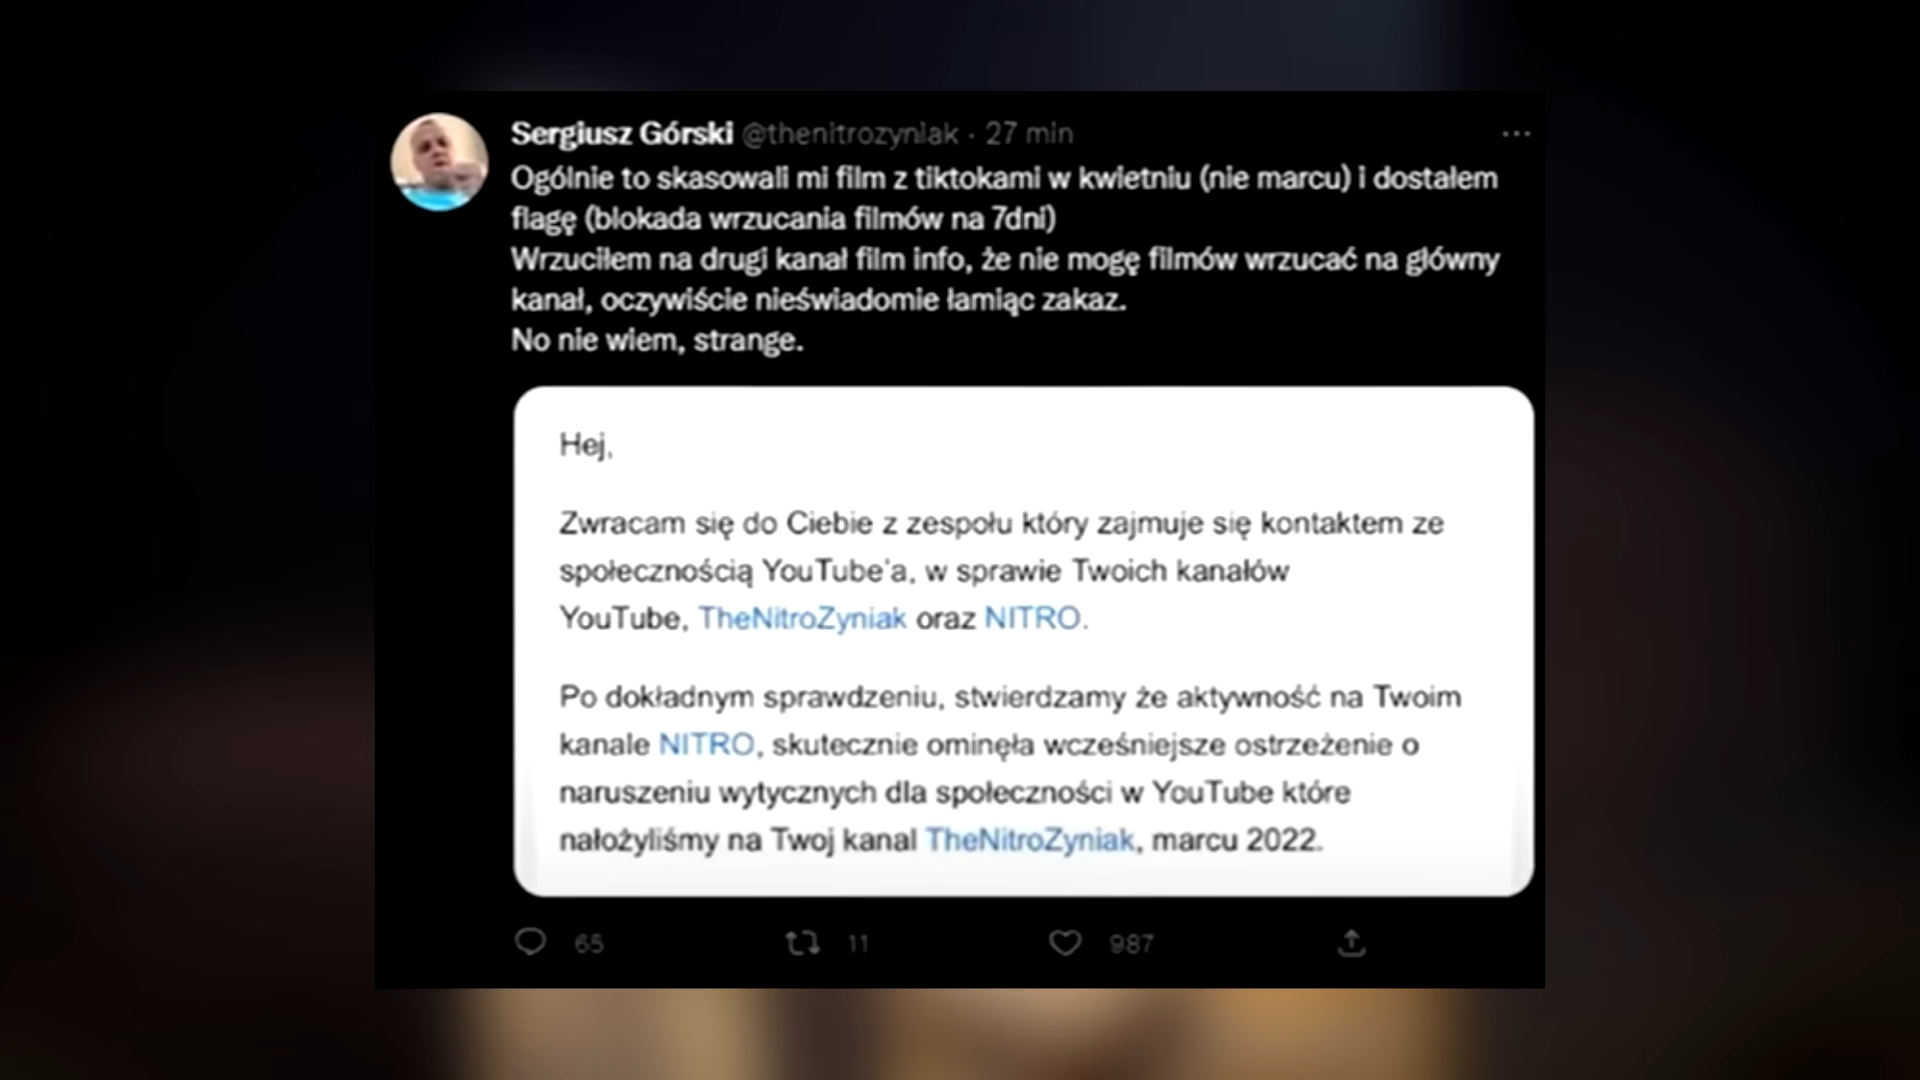 Sergiusz Górski @thenitrozyniak · 27 min
Ogólnie to skasowali mi film z tiktokami w kwietniu (nie marcu) i dostałem
flagę (blokada wrzucania filmów na 7dni)
Wrzuciłem na drugi kanał film info, że nie mogę filmów wrzucać na główny
kanał, oczywiście nieświadomie łamiąc zakaz.
No nie wiem, strange.
Hej,
Zwracam się do Ciebie z zespołu który zajmuje się kontaktem ze
społecznością YouTube'a, w sprawie Twoich kanałów
YouTube, TheNitroZyniak oraz NITRO.
Po dokładnym sprawdzeniu, stwierdzamy że aktywność na Twoim
kanale NITRO, skutecznie ominęła wcześniejsze ostrzeżenie o
naruszeniu wytycznych dla społeczności w YouTube które
nałożyliśmy na Twoj kanal TheNitroZyniak, marcu 2022.
65 11 987